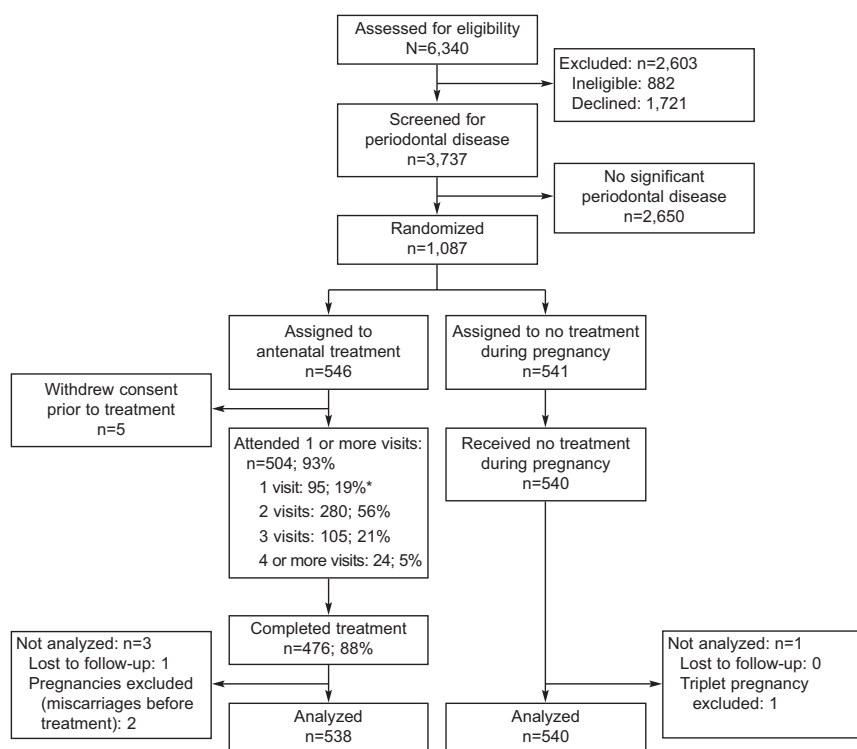 Assessed for eligibility
N=6,340
Excluded: n=2,603
Ineligible: 882
Declined: 1,721
Screened for
periodontal disease
n=3,737
No significant
periodontal disease
n=2,650
Randomized
n=1,087
Assigned to
antenatal treatment
n=546
Assigned to no treatment
during pregnancy
n=541
Withdrew consent
prior to treatment
n=5
Attended 1 or more visits:
n=504; 93%
1 visit: 95; 19%*
2 visits: 280; 56%
3 visits: 105; 21%
4 or more visits: 24; 5%
Received no treatment
during pregnancy
n=540
Completed treatment
n=476; 88%
Not analyzed: n=3
Lost to follow-up: 1
Pregnancies excluded
(miscarriages before
treatment): 2
Not analyzed: n=1
Lost to follow-up: 0
Triplet pregnancy
excluded: 1
Analyzed
n=538
Analyzed
n=540